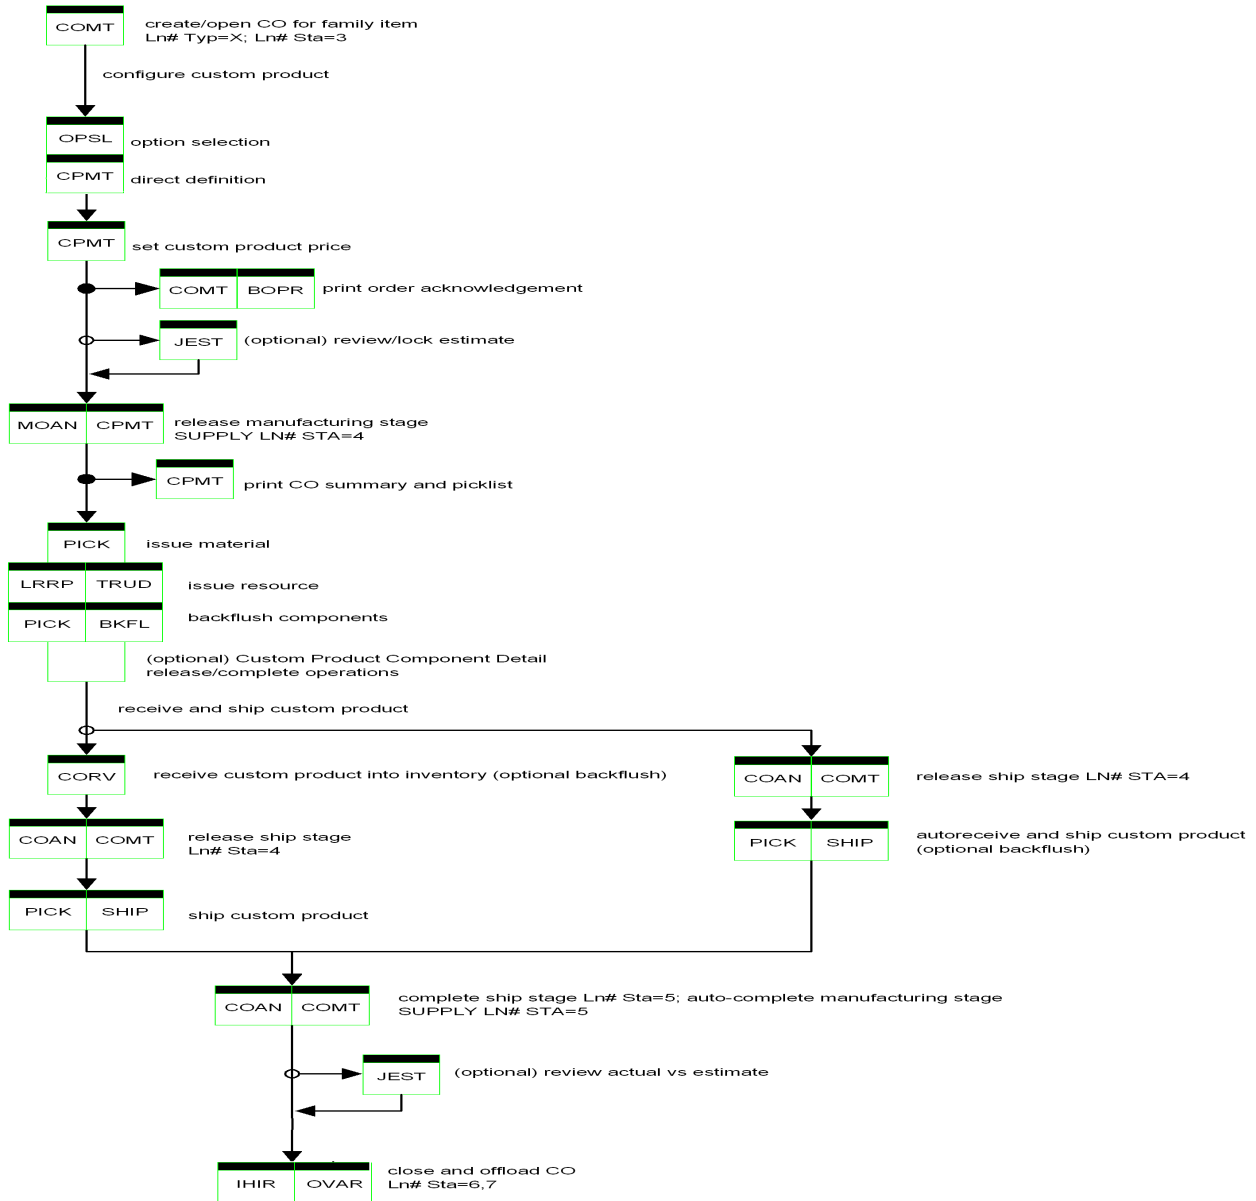 COMT
create/open CO for family item
Ln# Typ=X; Ln# Sta=3
configure custom product
OPSL
option selection
CPMT
direct definition
CPMT
set custom product price
COMT BOPR
print order acknowledgement
JEST
(optional) review/lock estimate
MOAN CPMT
release manufacturing stage
SUPPLY LN# STA=4
CPMT
print CO summary and picklist
PICK
issue material
LRRP TRUD
issue resource
PICK BKFL
backflush components
(optional) Custom Product Component Detail
release/complete operations
receive and ship custom product
CORV
receive custom product into inventory (optional backflush)
COAN COMT
release ship stage LN# STA=4
COAN COMT
release ship stage
Ln# Sta=4
PICK SHIP
autoreceive and ship custom product
(optional backflush)
PICK SHIP
ship custom product
COAN COMT
complete ship stage Ln# Sta=5; auto-complete manufacturing stage
SUPPLY LN# STA=5
JEST
(optional) review actual vs estimate
IHIR OVAR
close and offload CO
Ln# Sta=6,7